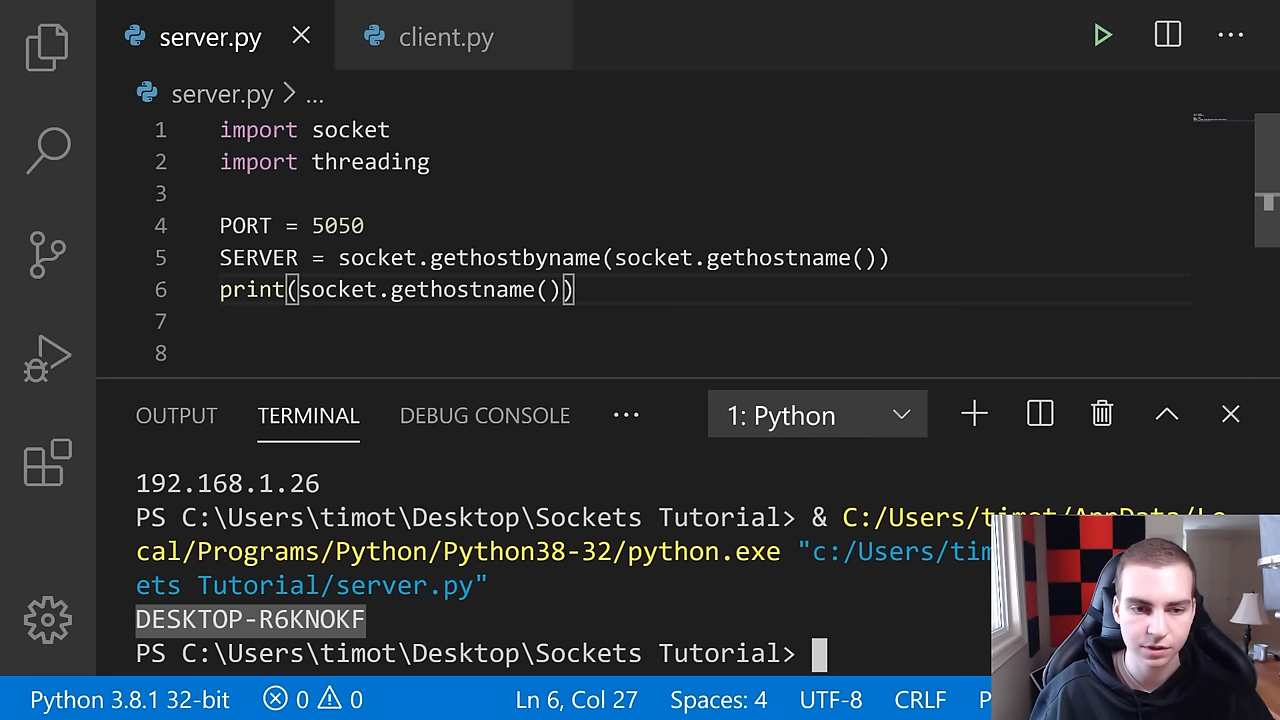 server.py
client.py
server.py > ...
1 import socket
2 import threading
3
4 PORT = 5050
5 SERVER = socket.gethostbyname(socket.gethostname())
6 print(socket.gethostname())
7
8
OUTPUT TERMINAL DEBUG CONSOLE ... 1: Python
192.168.1.26
PS C:\Users\timot\Desktop\Sockets Tutorial> & C:/Users/timot/AppData/Lo
cal/Programs/Python/Python38-32/python.exe "c:/Users/tim
ets Tutorial/server.py"
DESKTOP-R6KNOKF
PS C:\Users\timot\Desktop\Sockets Tutorial>
Python 3.8.1 32-bit 0 0 Ln 6, Col 27 Spaces: 4 UTF-8 CRLF P